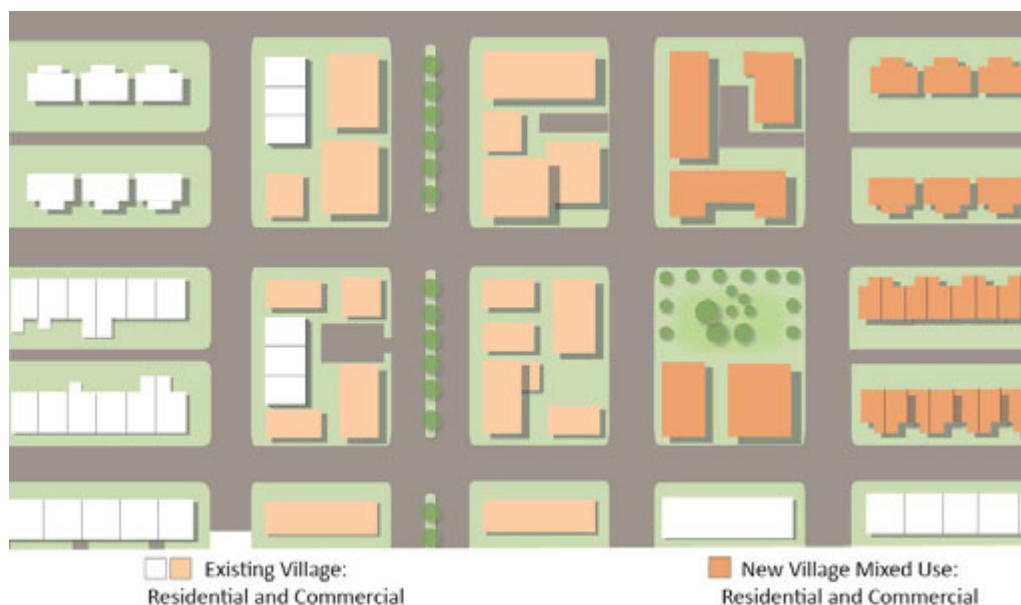 Existing Village:
Residential and Commercial
New Village Mixed Use:
Residential and Commercial